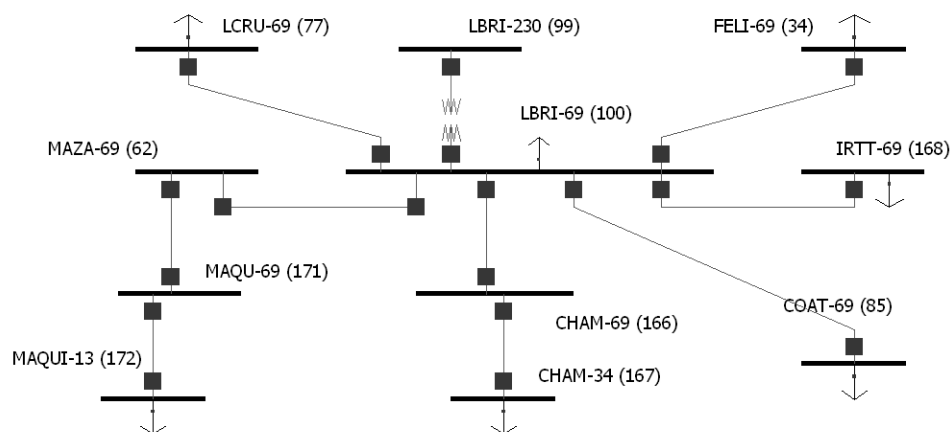 LCRU-69 (77)
LBRI-230 (99)
FELI-69 (34)
LBRI-69 (100)
MAZA-69 (62)
IRTT-69 (168)
MAQU-69 (171)
COAT-69 (85)
CHAM-69 (166)
MAQUI-13 (172)
CHAM-34 (167)